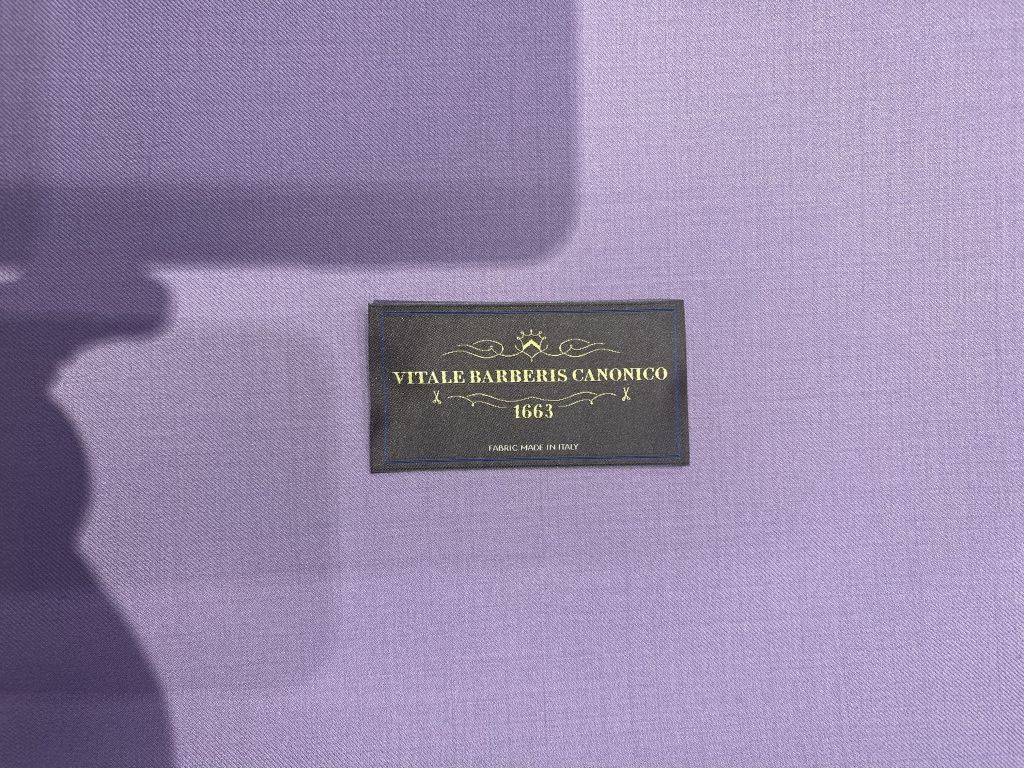 VITALE BARBERIS CANONICO
1663
FABRIC MADE IN ITALY